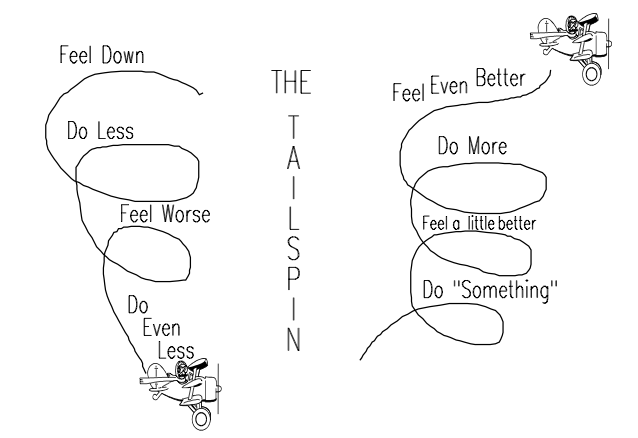 Feel Down
Do Less
Feel Worse
Do
Even
Less
THE
T
A
I
L
S
P
I
N
Feel Even Better
Do More
Feel a little better
Do "Something"